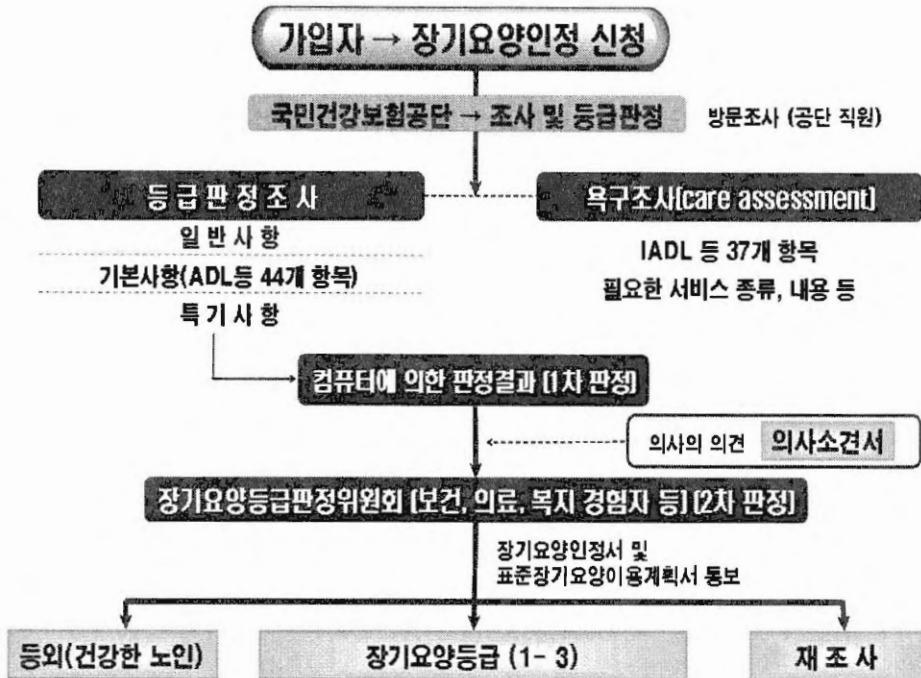 가입자 → 장기요양인정 신청
국민건강보험공단 → 조사 및 등급판정
방문조사 (공단 직원)
등급판정조사
일반사항
기본사항(ADL등 44개 항목)
특기사항
욕구조사(care assessment)
IADL 등 37개 항목
필요한 서비스 종류, 내용 등
컴퓨터에 의한 판정결과 (1차 판정)
의사의 의견 의사소견서
장기요양등급판정위원회 (보건, 의료, 복지 경험자 등) (2차 판정)
장기요양인정서 및
표준장기요양이용계획서 통보
등외(건강한 노인)
장기요양등급 (1- 3)
재조사